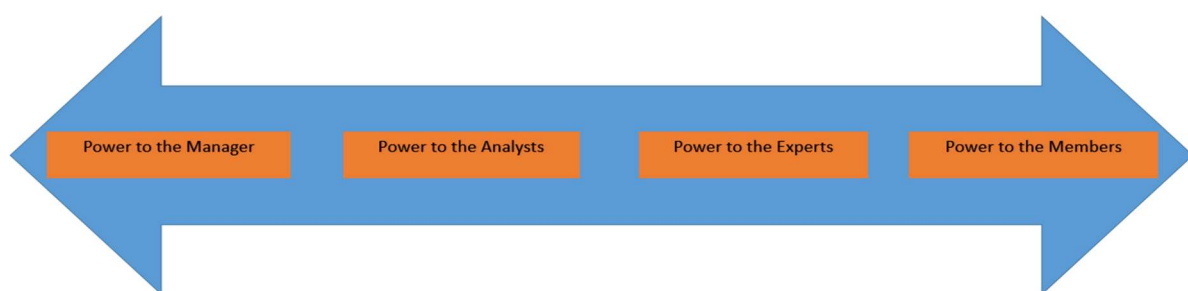 Power to the Manager
Power to the Analysts
Power to the Experts
Power to the Members